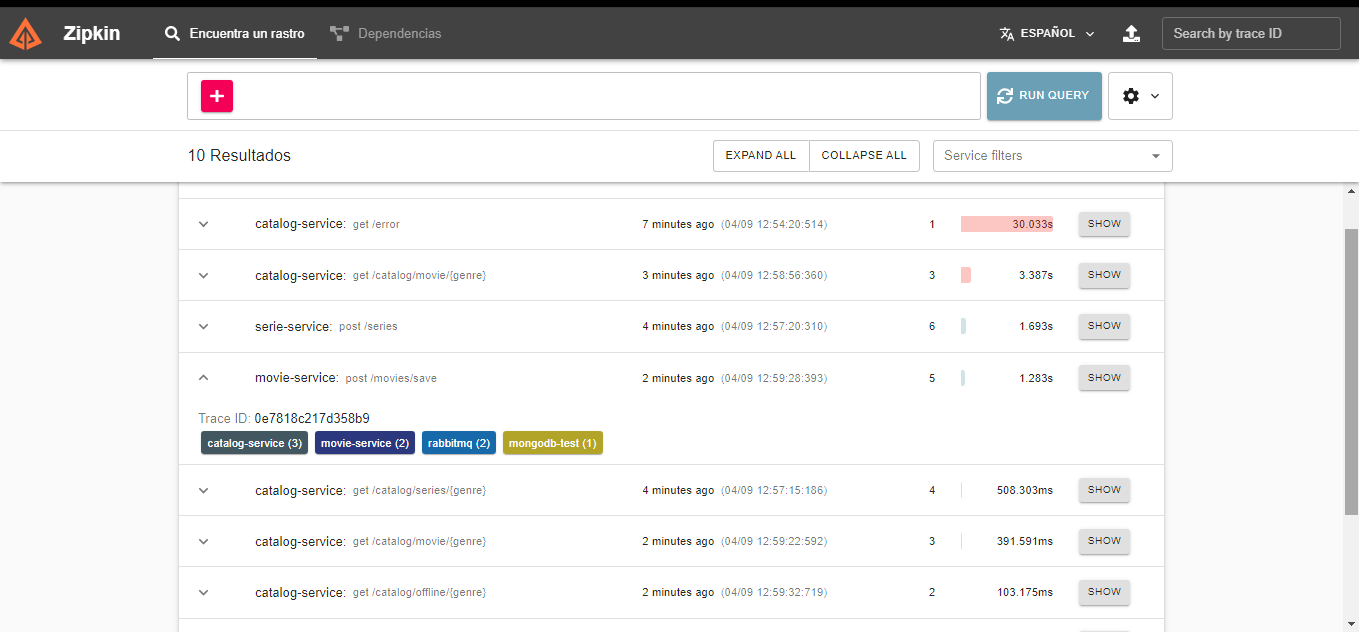 Zipkin Encuentra un rastro Dependencias ESPAÑOL Search by trace ID
RUN QUERY
10 Resultados EXPAND ALL COLLAPSE ALL Service filters
catalog-service: get /error 7 minutes ago (04/09 12:54:20:514) 1 30.033s SHOW
catalog-service: get /catalog/movie/{genre} 3 minutes ago (04/09 12:58:56:360) 3 3.387s SHOW
serie-service: post /series 4 minutes ago (04/09 12:57:20:310) 6 1.693s SHOW
movie-service: post /movies/save 2 minutes ago (04/09 12:59:28:393) 5 1.283s SHOW
Trace ID: 0e7818c217d358b9
catalog-service (3) movie-service (2) rabbitmq (2) mongodb-test (1)
catalog-service: get /catalog/series/{genre} 4 minutes ago (04/09 12:57:15:186) 4 508.303ms SHOW
catalog-service: get /catalog/movie/{genre} 2 minutes ago (04/09 12:59:22:592) 3 391.591ms SHOW
catalog-service: get /catalog/offline/{genre} 2 minutes ago (04/09 12:59:32:719) 2 103.175ms SHOW